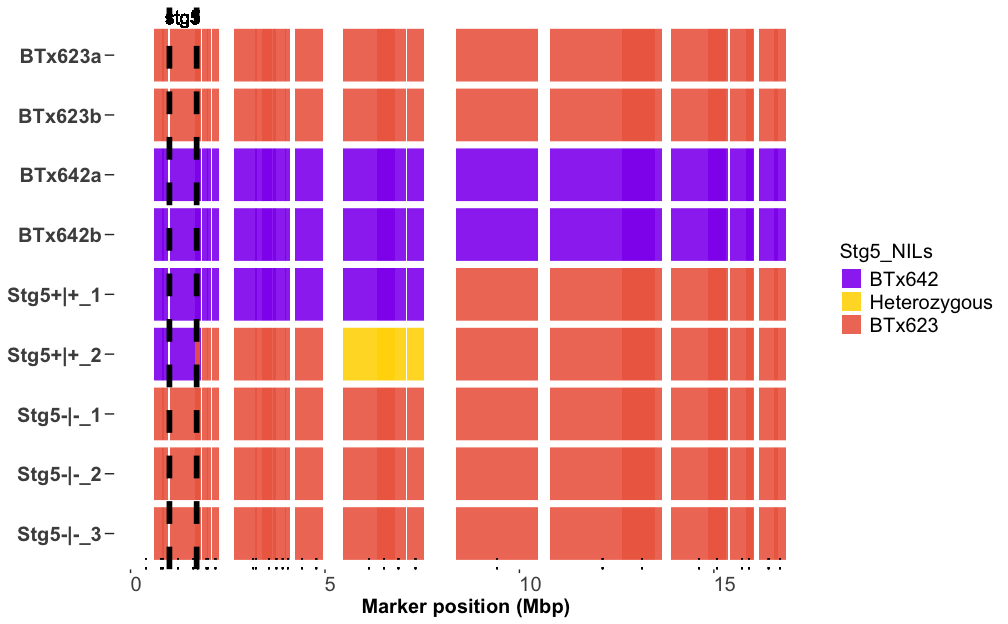 Stg5
BTx623a
BTx623b
BTx642a
BTx642b
Stg5+|+_1
Stg5+|+_2
Stg5-|-_1
Stg5-|-_2
Stg5-|-_3
0 5 10 15
Marker position (Mbp)
Stg5_NILs
BTx642
Heterozygous
BTx623